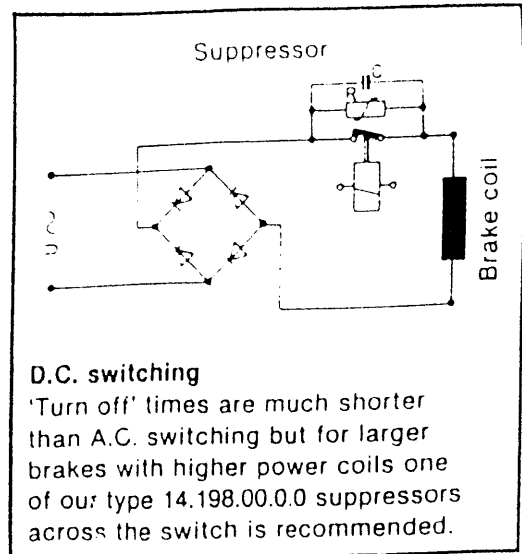 Suppressor
C
R
U ~
Brake coil
D.C. switching
'Turn off' times are much shorter
than A.C. switching but for larger
brakes with higher power coils one
of our type 14.198.00.0.0 suppressors
across the switch is recommended.